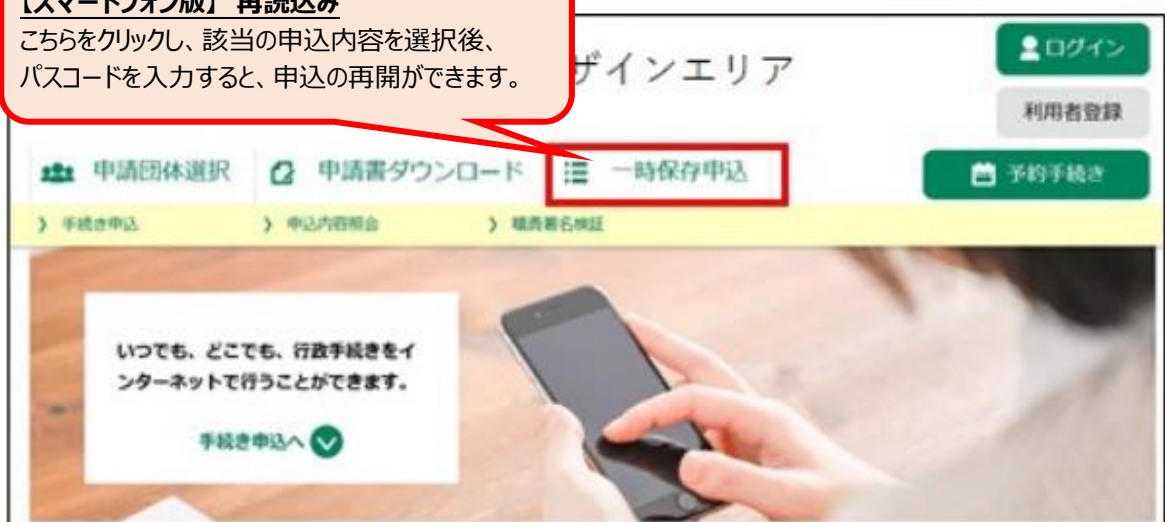 【スマートフォン版】 再読込み
こちらをクリックし、該当の申込内容を選択後、
パスコードを入力すると、申込の再開ができます。
ザインエリア
ログイン
利用者登録
申請団体選択
申請書ダウンロード
一時保存申込
予約手続き
手続き申込
申込内容照会
職責署名検証
いつでも、どこでも、行政手続きをイ
ンターネットで行うことができます。
手続き申込へ